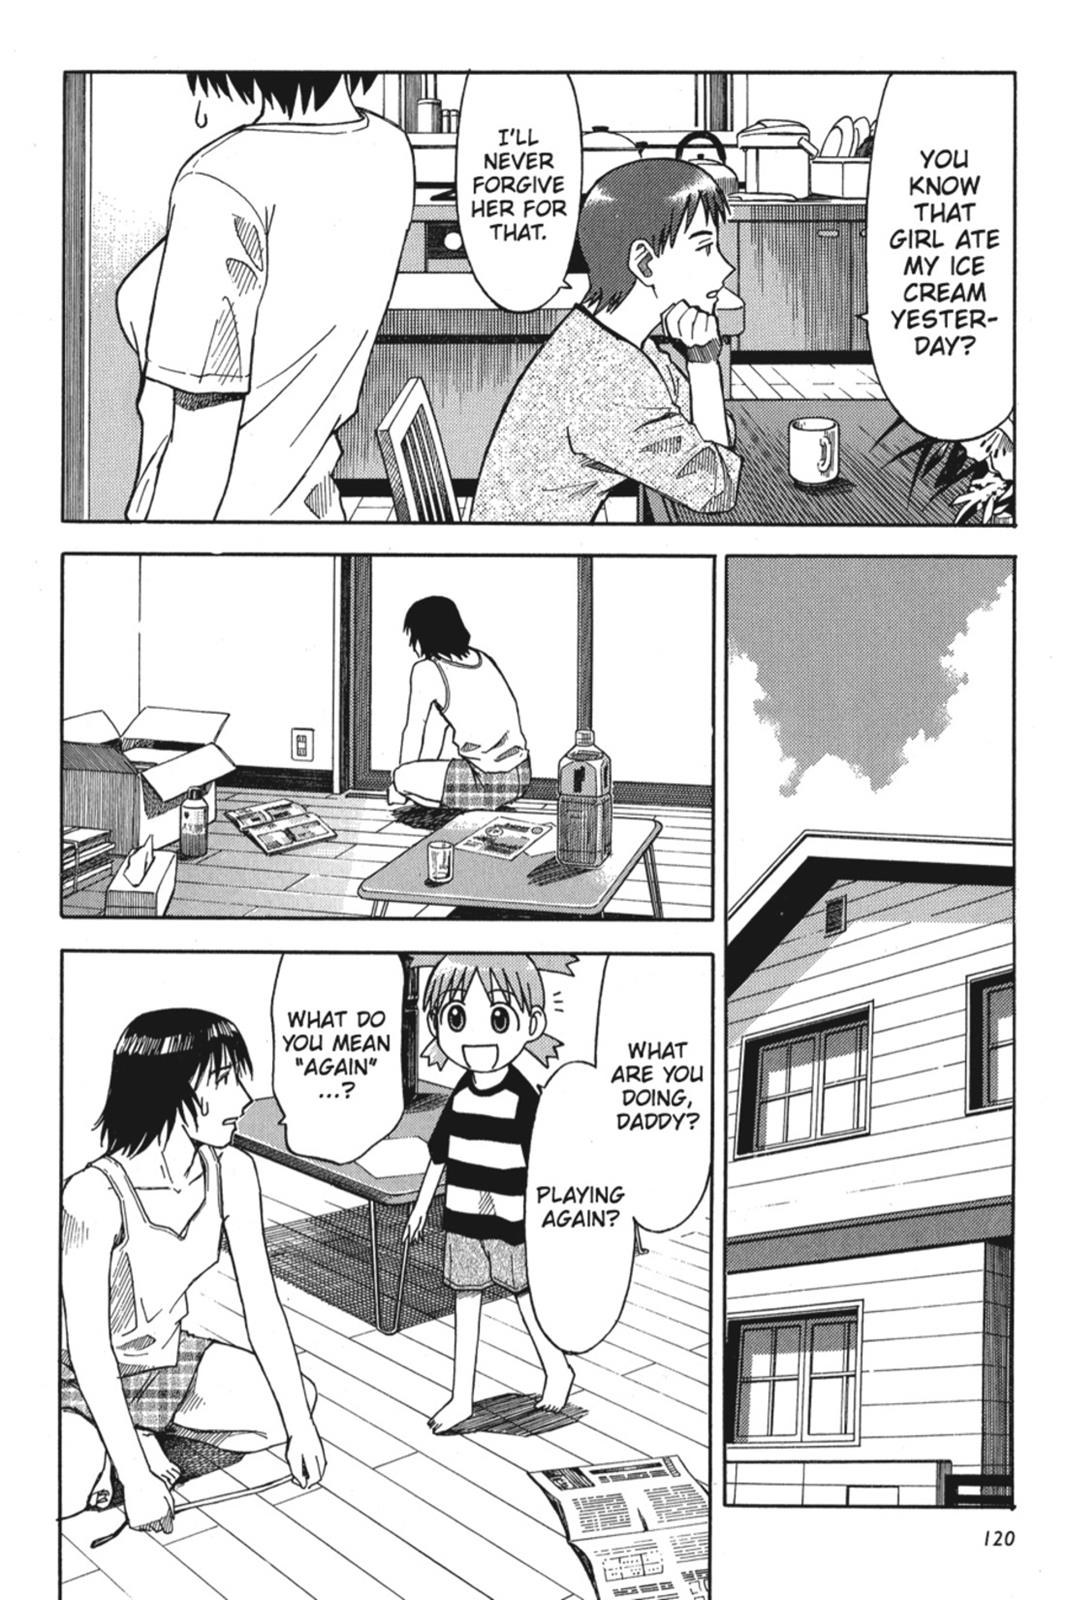 YOU
KNOW
THAT
GIRL ATE
MY ICE
CREAM
YESTER-
DAY?
I'LL
NEVER
FORGIVE
HER FOR
THAT.
WHAT
ARE YOU
DOING,
DADDY?
PLAYING
AGAIN?
WHAT DO
YOU MEAN
"AGAIN"
...?
120